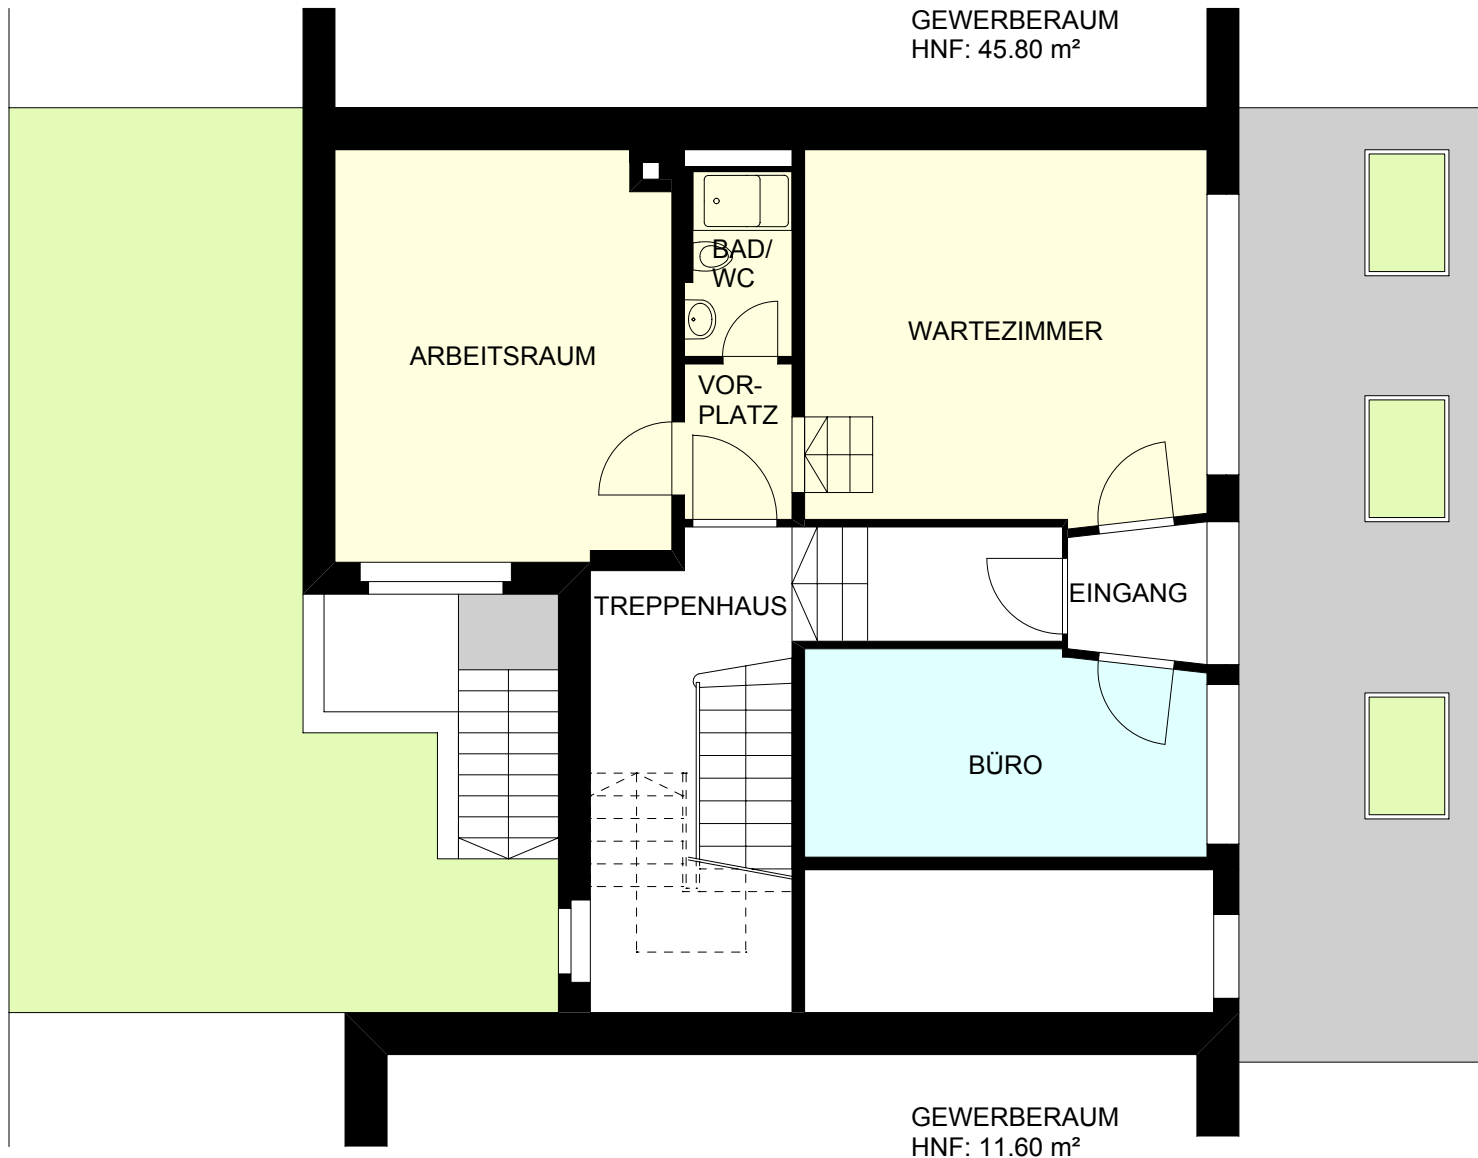 GEWERBERAUM
HNF: 45.80 m²
BAD/
WC
WARTEZIMMER
ARBEITSRAUM
VOR-
PLATZ
EINGANG
TREPPENHAUS
BÜRO
GEWERBERAUM
HNF: 11.60 m²